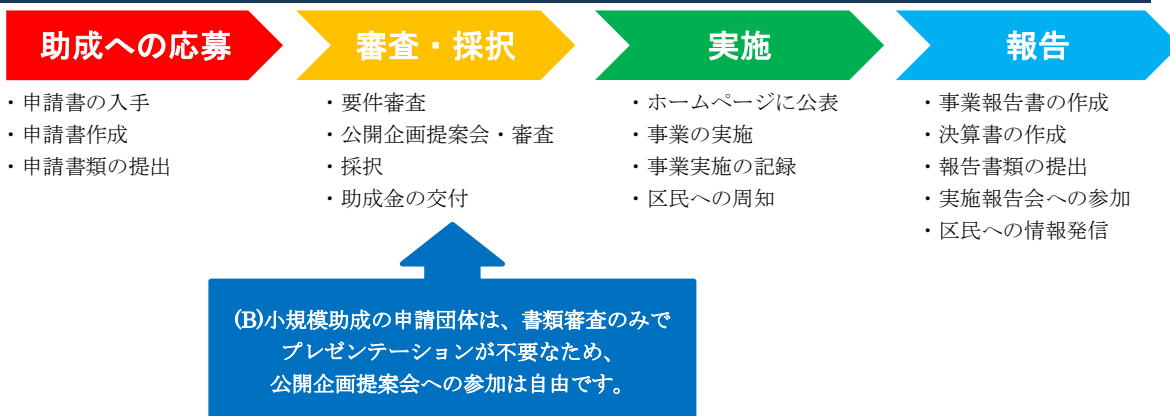 助成への応募
・申請書の入手
・申請書作成
・申請書類の提出
審査・採択
・要件審査
・公開企画提案会・審査
・採択
・助成金の交付
実施
・ホームページに公表
・事業の実施
・事業実施の記録
・区民への周知
報告
・事業報告書の作成
・決算書の作成
・報告書類の提出
・実施報告会への参加
・区民への情報発信
(B)小規模助成の申請団体は、書類審査のみで
プレゼンテーションが不要なため、
公開企画提案会への参加は自由です。